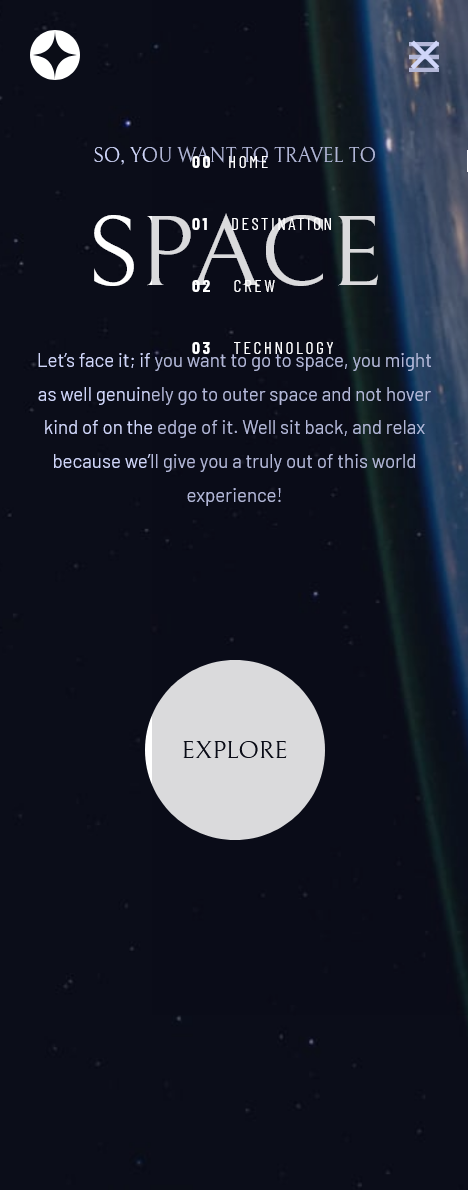 SO, YOU WANT TO TRAVEL TO
00 HOME
SPACE
01 DESTINATION
02 CREW
03 TECHNOLOGY
Let's face it; if you want to go to space, you might
as well genuinely go to outer space and not hover
kind of on the edge of it. Well sit back, and relax
because we'll give you a truly out of this world
experience!
EXPLORE